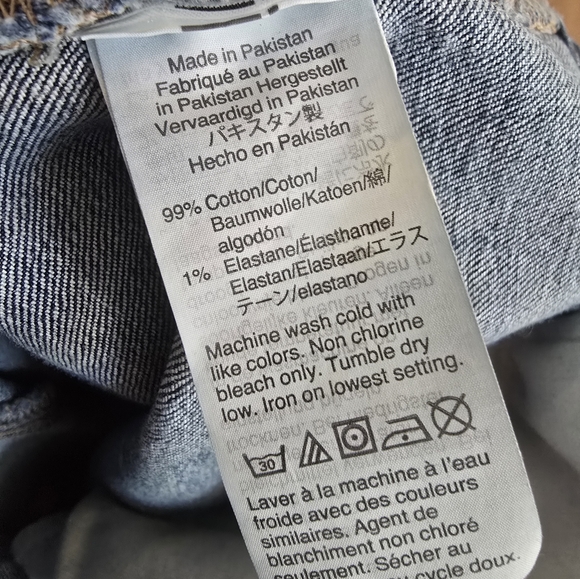 Made in Pakistan
Fabriqué au Pakistan
in Pakistan Hergestellt
Vervaardigd in Pakistan
パキスタン製
Hecho en Pakistán
99% Cotton/Coton/
Baumwolle/Katoen/綿/
algodón
1% Elastane/Élasthanne/
Elastan/Elastaan/エラス
テーン/elastano
Machine wash cold with
like colors. Non chlorine
bleach only. Tumble dry
low. Iron on lowest setting.
30
Laver à la machine à l'eau
froide avec des couleurs
similaires. Agent de
blanchiment non chloré
seulement. Sécher au
cycle doux.